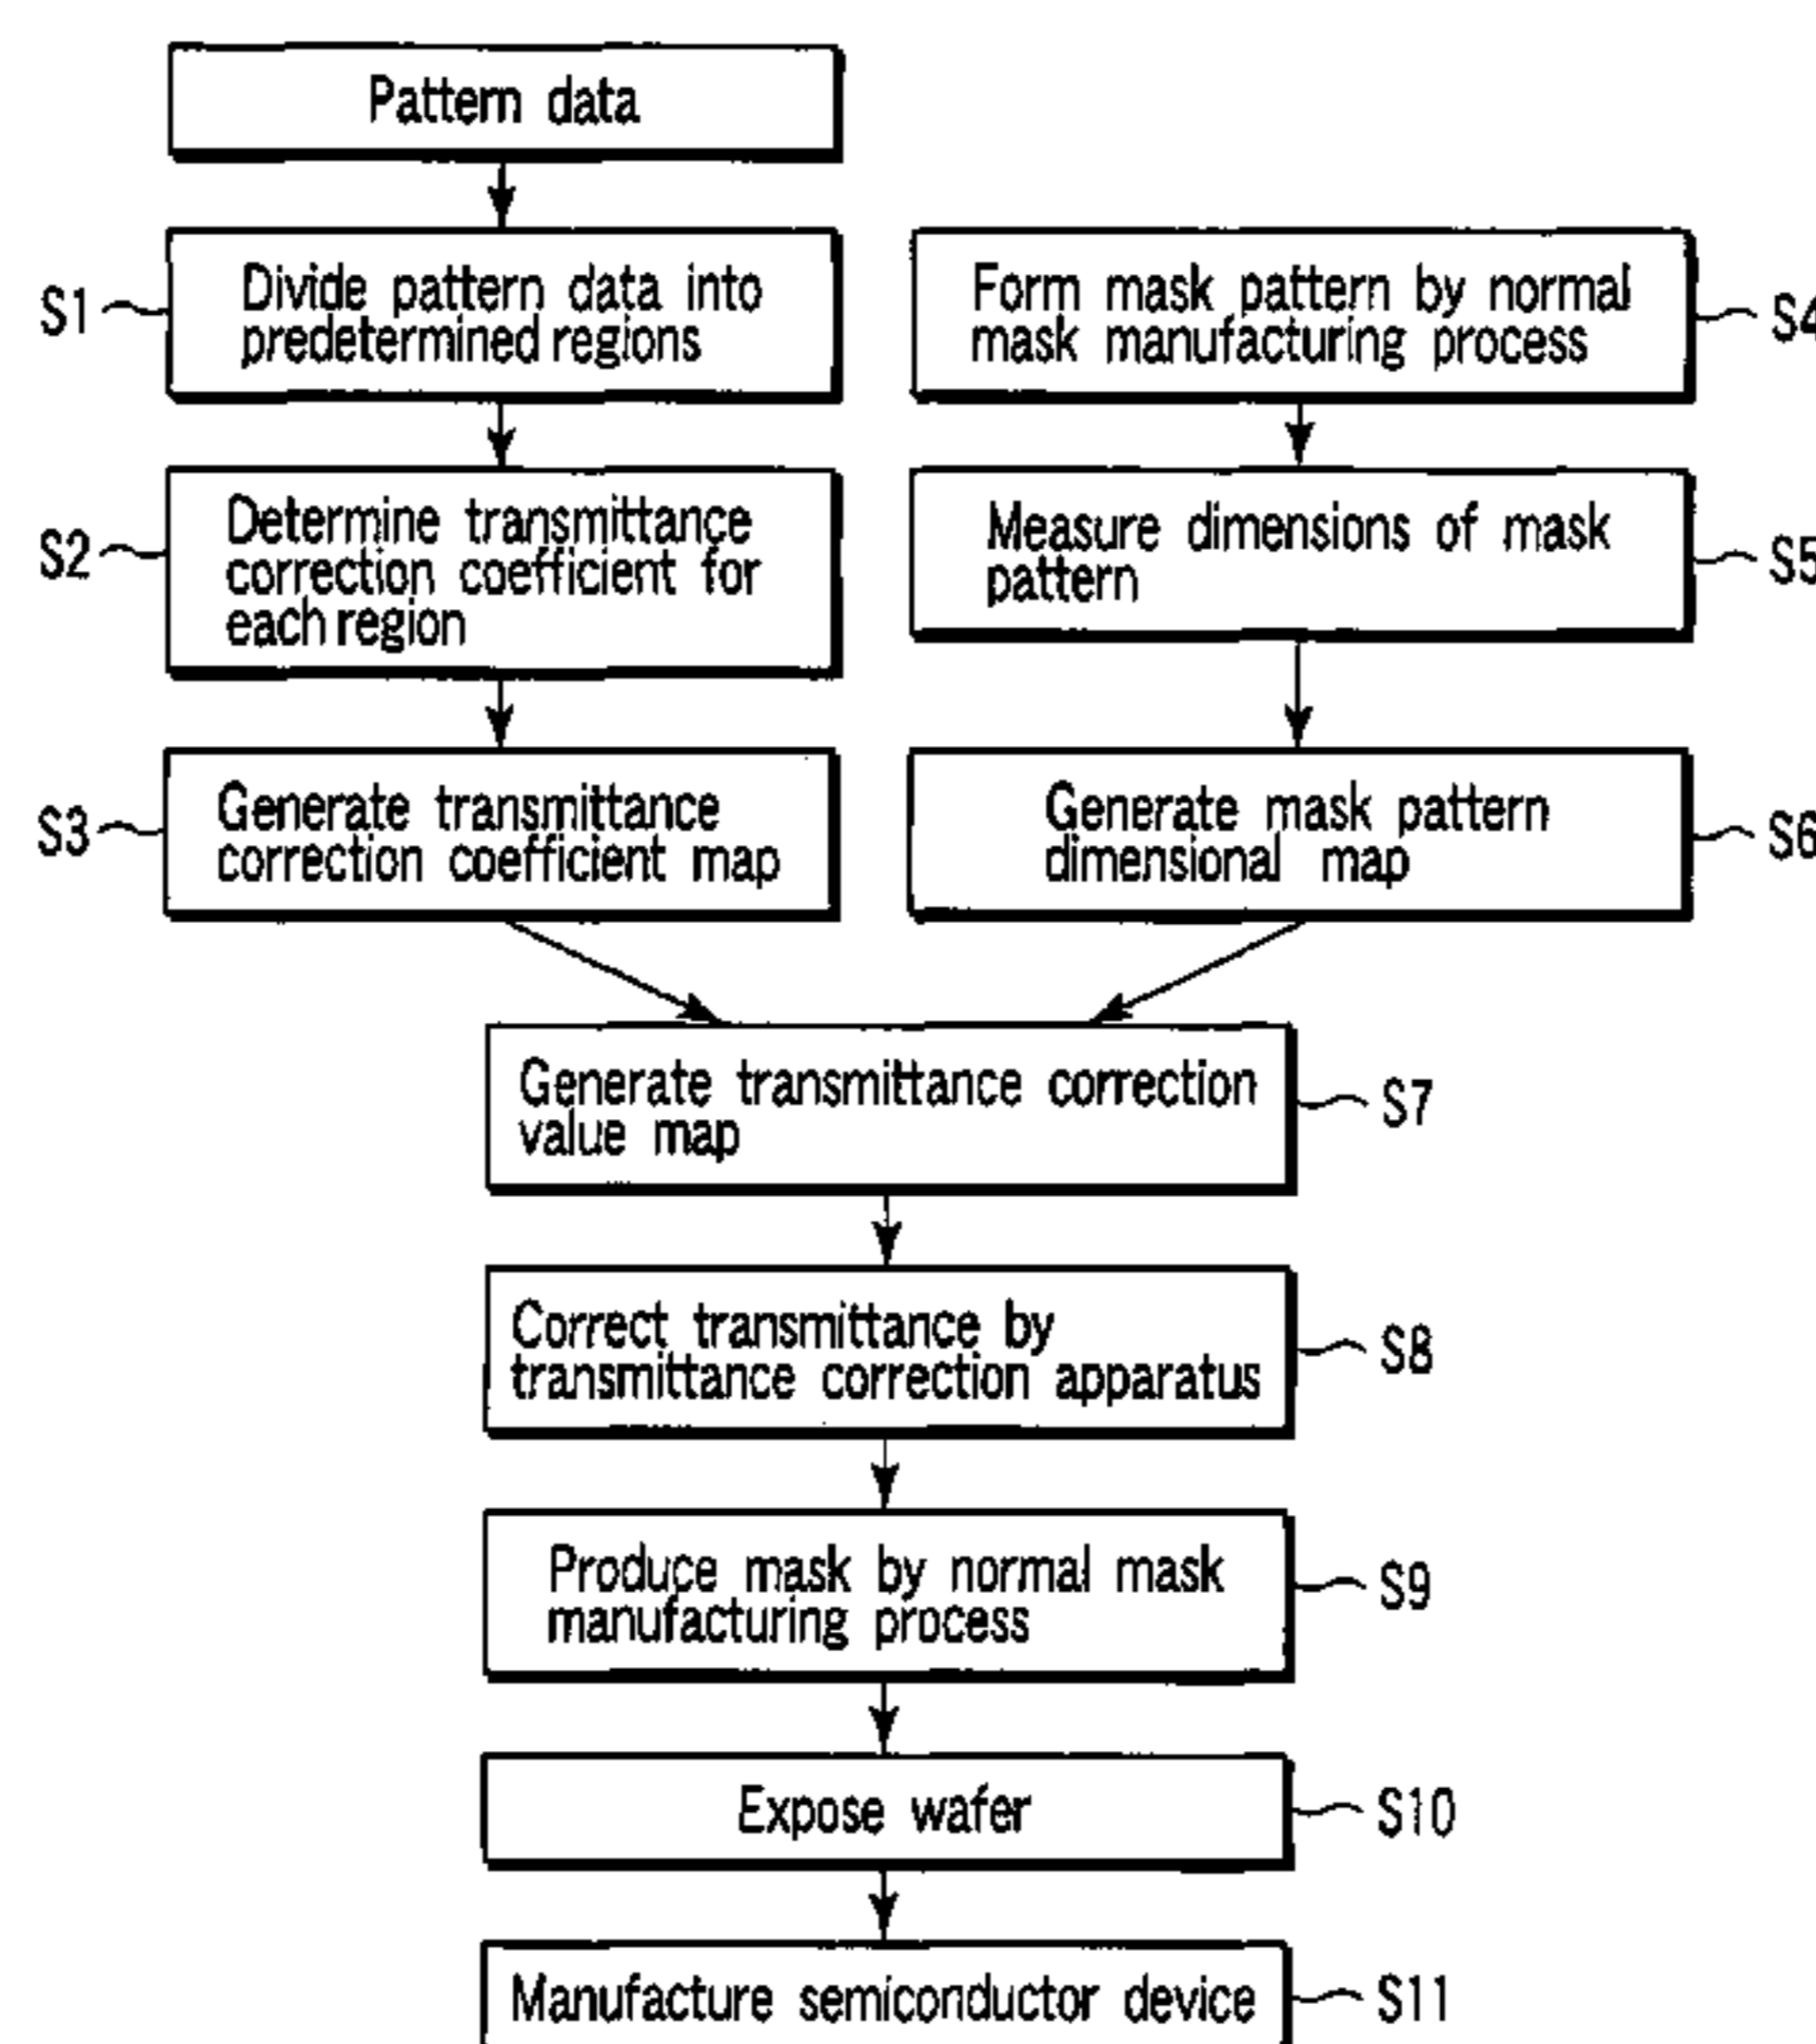 Pattern data
S1
Divide pattern data into
predetermined regions
S2
Determine transmittance
correction coefficient for
each region
S3
Generate transmittance
correction coefficient map
Form mask pattern by normal
mask manufacturing process
S4
Measure dimensions of mask
pattern
S5
Generate mask pattern
dimensional map
S6
Generate transmittance correction
value map
S7
Correct transmittance by
transmittance correction apparatus
S8
Produce mask by normal mask
manufacturing process
S9
Expose wafer
S10
Manufacture semiconductor device
S11